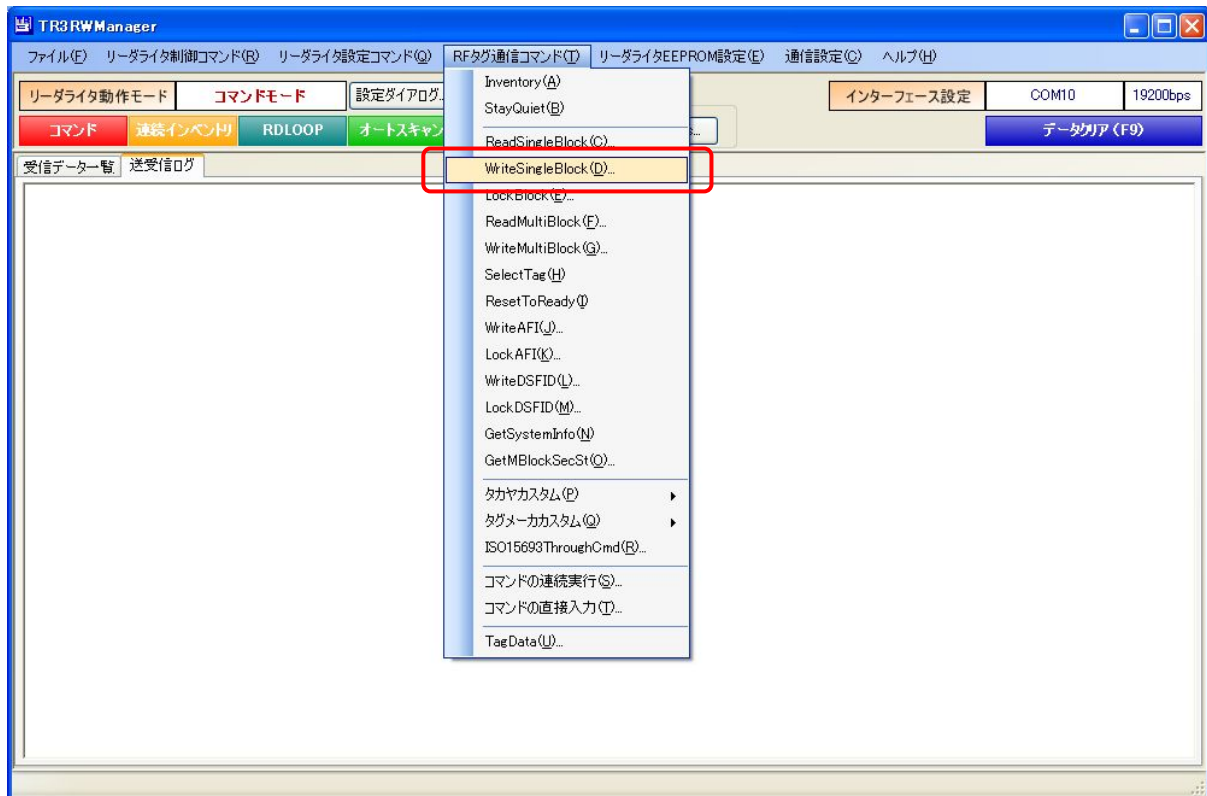 TR3RWManager
ファイル(F) リーダライタ制御コマンド(R) リーダライタ設定コマンド(Q) RFタグ通信コマンド(T) リーダライタEEPROM設定(E) 通信設定(C) ヘルプ(H)
リーダライタ動作モード コマンドモード 設定ダイアログ インターフェース設定 COM10 19200bps
コマンド 連続インベントリ RDLOOP オートスキャン データクリア(F9)
受信データ一覧 送受信ログ
Inventory(A)
StayQuiet(B)
ReadSingleBlock(C)...
WriteSingleBlock(D)...
LockBlock(E)...
ReadMultiBlock(F)...
WriteMultiBlock(G)...
SelectTag(H)
ResetToReady(I)
WriteAFI(J)...
LockAFI(K)...
WriteDSFID(L)...
LockDSFID(M)...
GetSystemInfo(N)
GetMBlockSecSt(O)...
タカヤカスタム(P)
タグメーカカスタム(Q)
ISO15693ThroughCmd(R)...
コマンドの連続実行(S)...
コマンドの直接入力(T)...
TagData(U)...